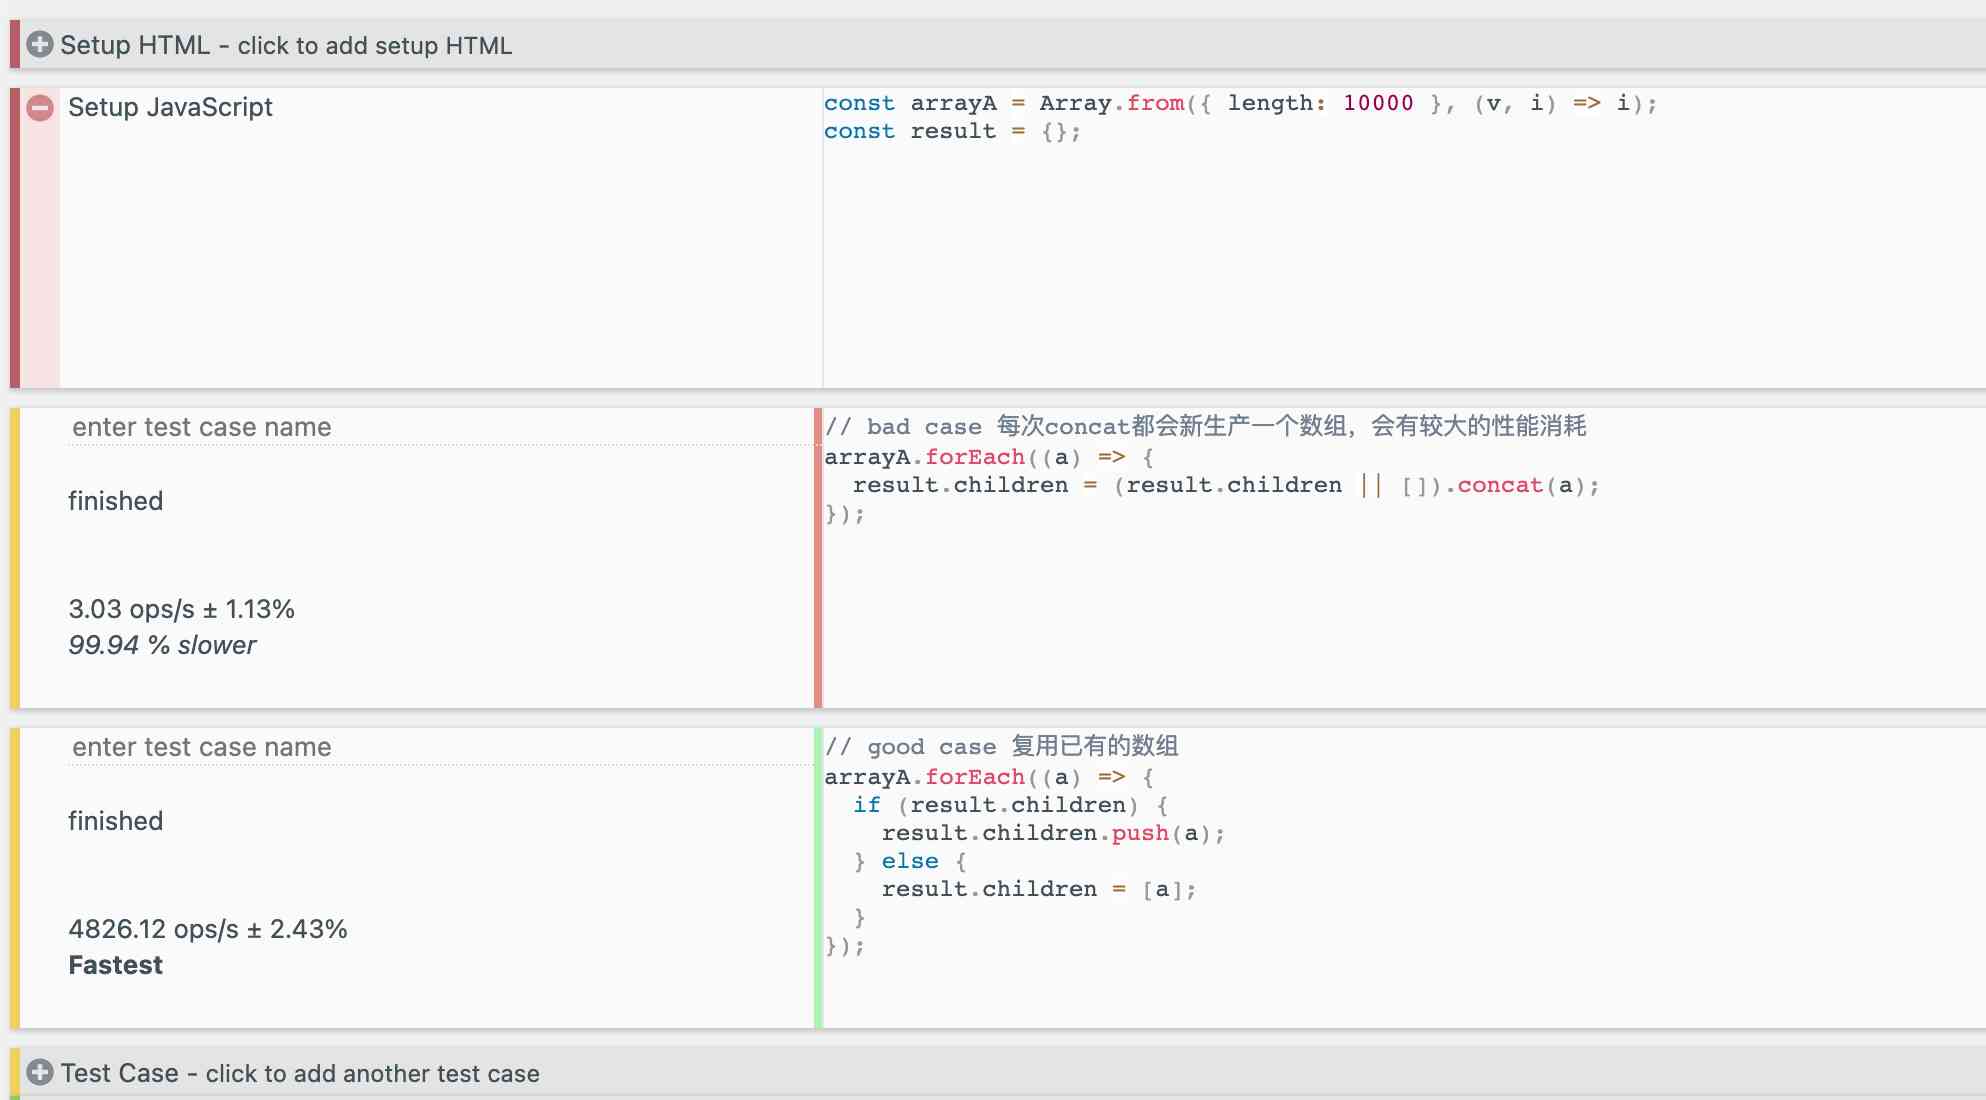 Setup HTML - click to add setup HTML
Setup JavaScript
const arrayA = Array.from({ length: 10000 }, (v, i) => i);
const result = {};
enter test case name
finished
3.03 ops/s ± 1.13%
99.94 % slower
// bad case 每次concat都会新生产一个数组，会有较大的性能消耗
arrayA.forEach((a) => {
  result.children = (result.children || []).concat(a);
});
enter test case name
finished
4826.12 ops/s ± 2.43%
Fastest
// good case 复用已有的数组
arrayA.forEach((a) => {
  if (result.children) {
    result.children.push(a);
  } else {
    result.children = [a];
  }
});
Test Case - click to add another test case